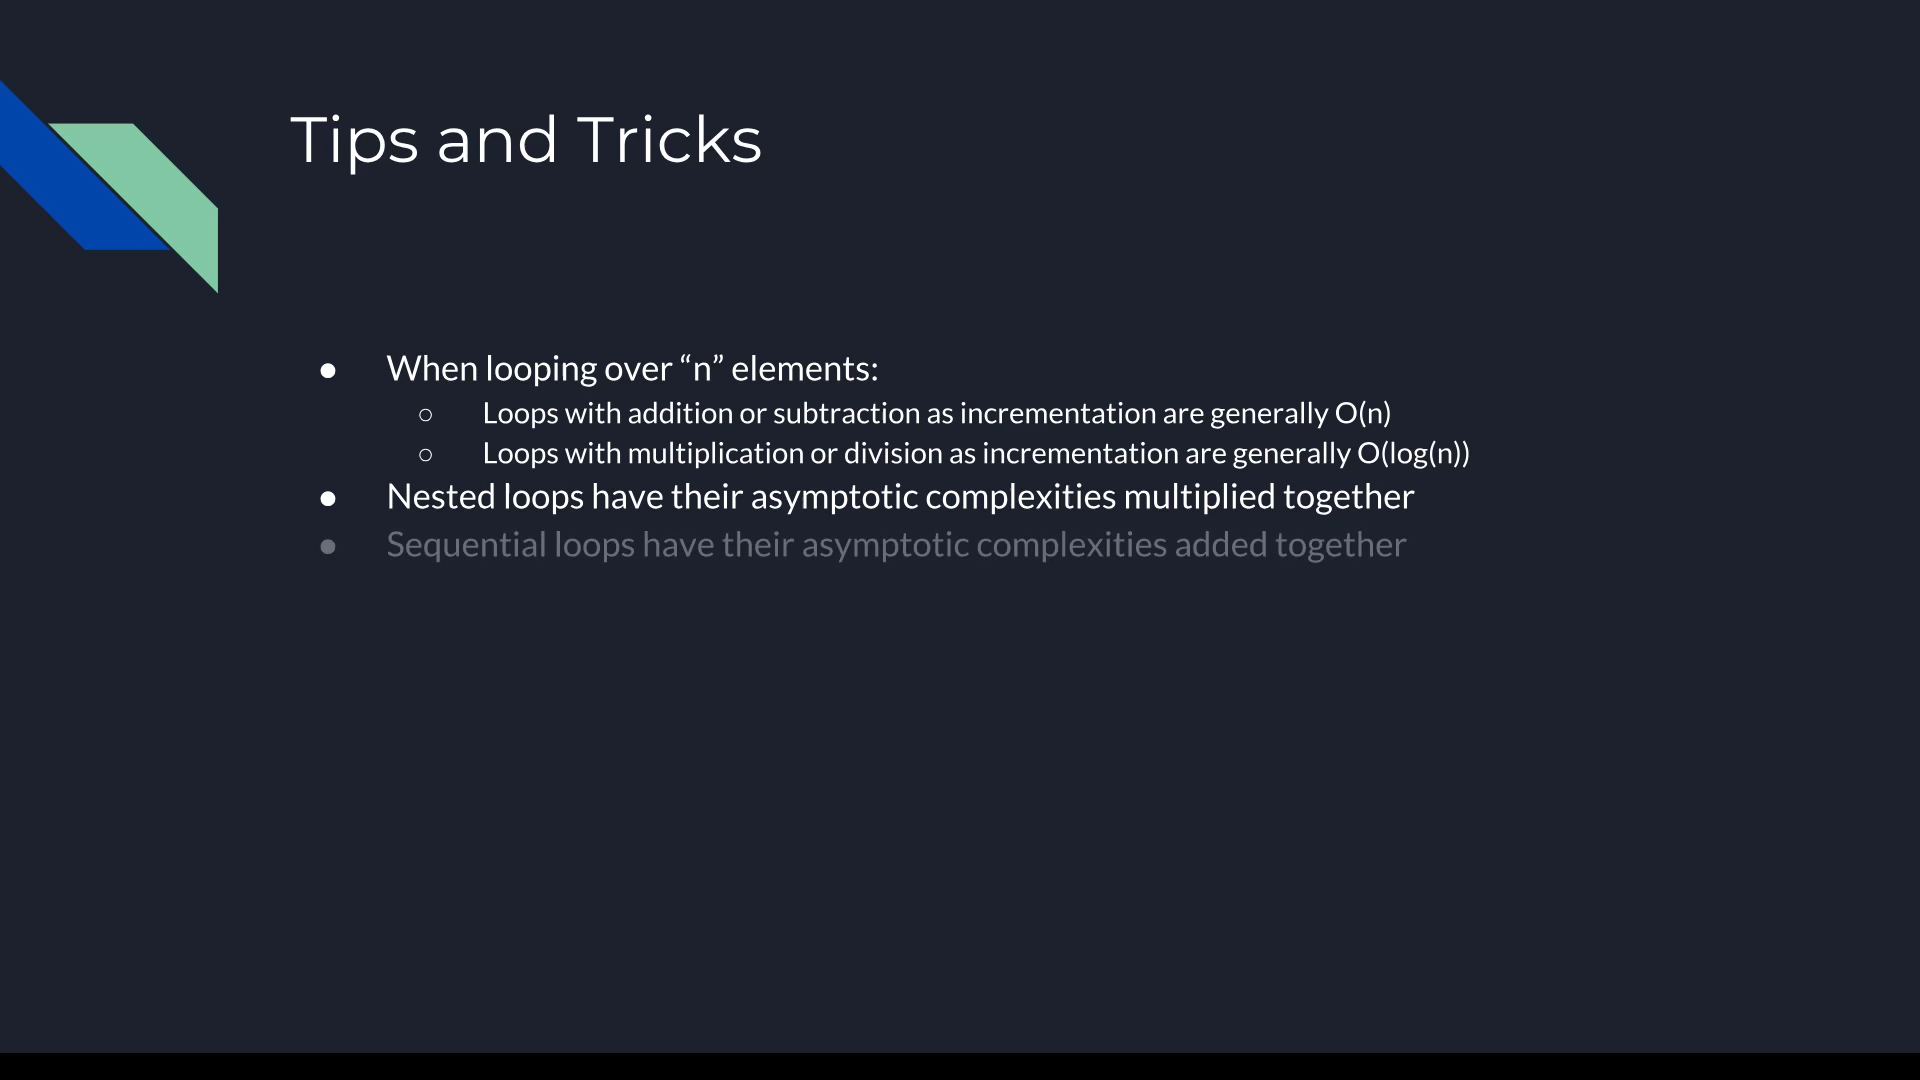 Tips and Tricks
● When looping over “n” elements:
○ Loops with addition or subtraction as incrementation are generally O(n)
○ Loops with multiplication or division as incrementation are generally O(log(n))
● Nested loops have their asymptotic complexities multiplied together
● Sequential loops have their asymptotic complexities added together